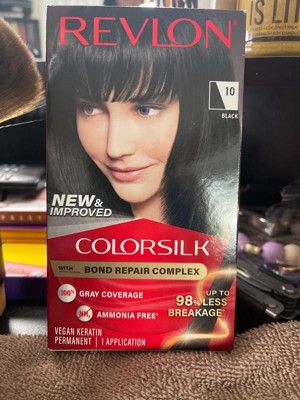 REVLON
10
BLACK
NEW &
IMPROVED
COLORSILK
WITH BOND REPAIR COMPLEX
100% GRAY COVERAGE
AMMONIA FREE
UP TO
98% LESS
BREAKAGE
VEGAN KERATIN
PERMANENT | 1 APPLICATION